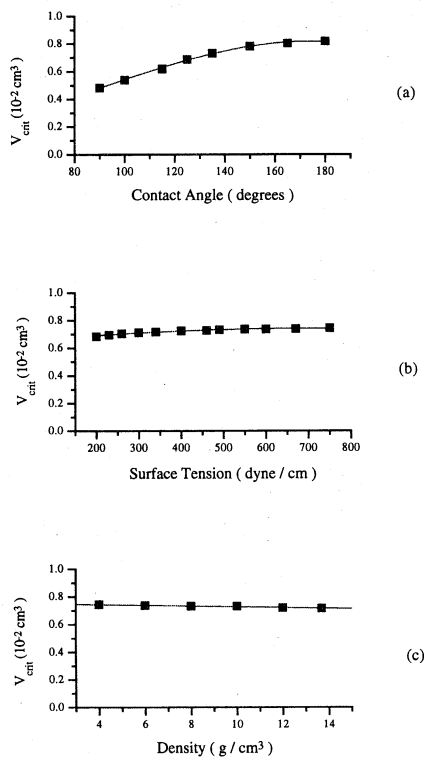 1.0
0.8
0.6
0.4
0.2
0.0
V_crit (10^-2 cm^3)
80 100 120 140 160 180
Contact Angle ( degrees )
(a)
1.0
0.8
0.6
0.4
0.2
0.0
V_crit (10^-2 cm^3)
200 300 400 500 600 700 800
Surface Tension ( dyne / cm )
(b)
1.0
0.8
0.6
0.4
0.2
0.0
V_crit (10^-2 cm^3)
4 6 8 10 12 14
Density ( g / cm^3 )
(c)